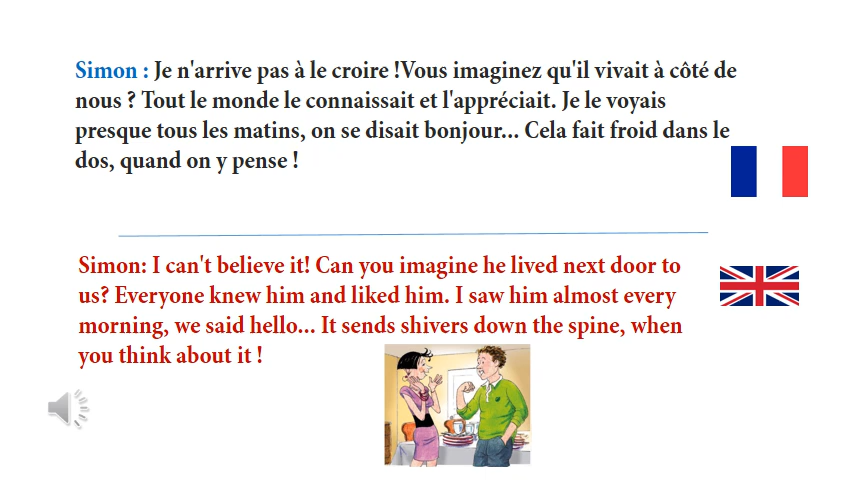 Simon : Je n'arrive pas à le croire !Vous imaginez qu'il vivait à côté de
nous ? Tout le monde le connaissait et l'appréciait. Je le voyais
presque tous les matins, on se disait bonjour... Cela fait froid dans le
dos, quand on y pense !
Simon: I can't believe it! Can you imagine he lived next door to
us? Everyone knew him and liked him. I saw him almost every
morning, we said hello... It sends shivers down the spine, when
you think about it !